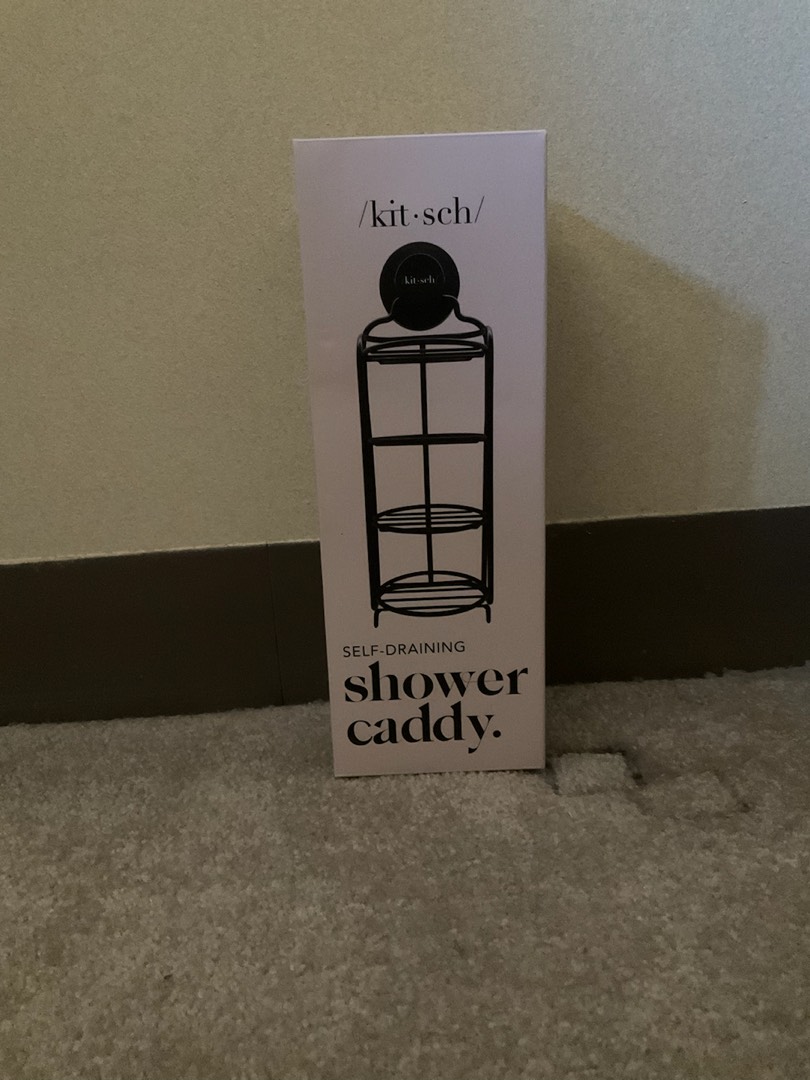 /kit·sch/
kit·sch
SELF-DRAINING
shower
caddy.